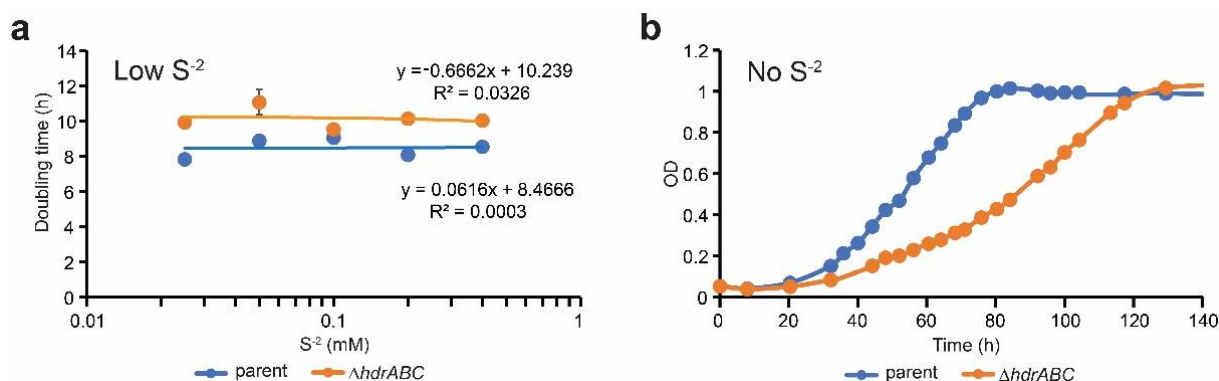 a
Low S-2
y =-0.6662x + 10.239
R² = 0.0326
y = 0.0616x + 8.4666
R² = 0.0003
Doubling time (h)
14
12
10
8
6
4
2
0
0.01
0.1
1
S-2 (mM)
parent
ΔhdrABC
b
No S-2
OD
1.2
1
0.8
0.6
0.4
0.2
0
0
20
40
60
80
100
120
140
Time (h)
parent
ΔhdrABC